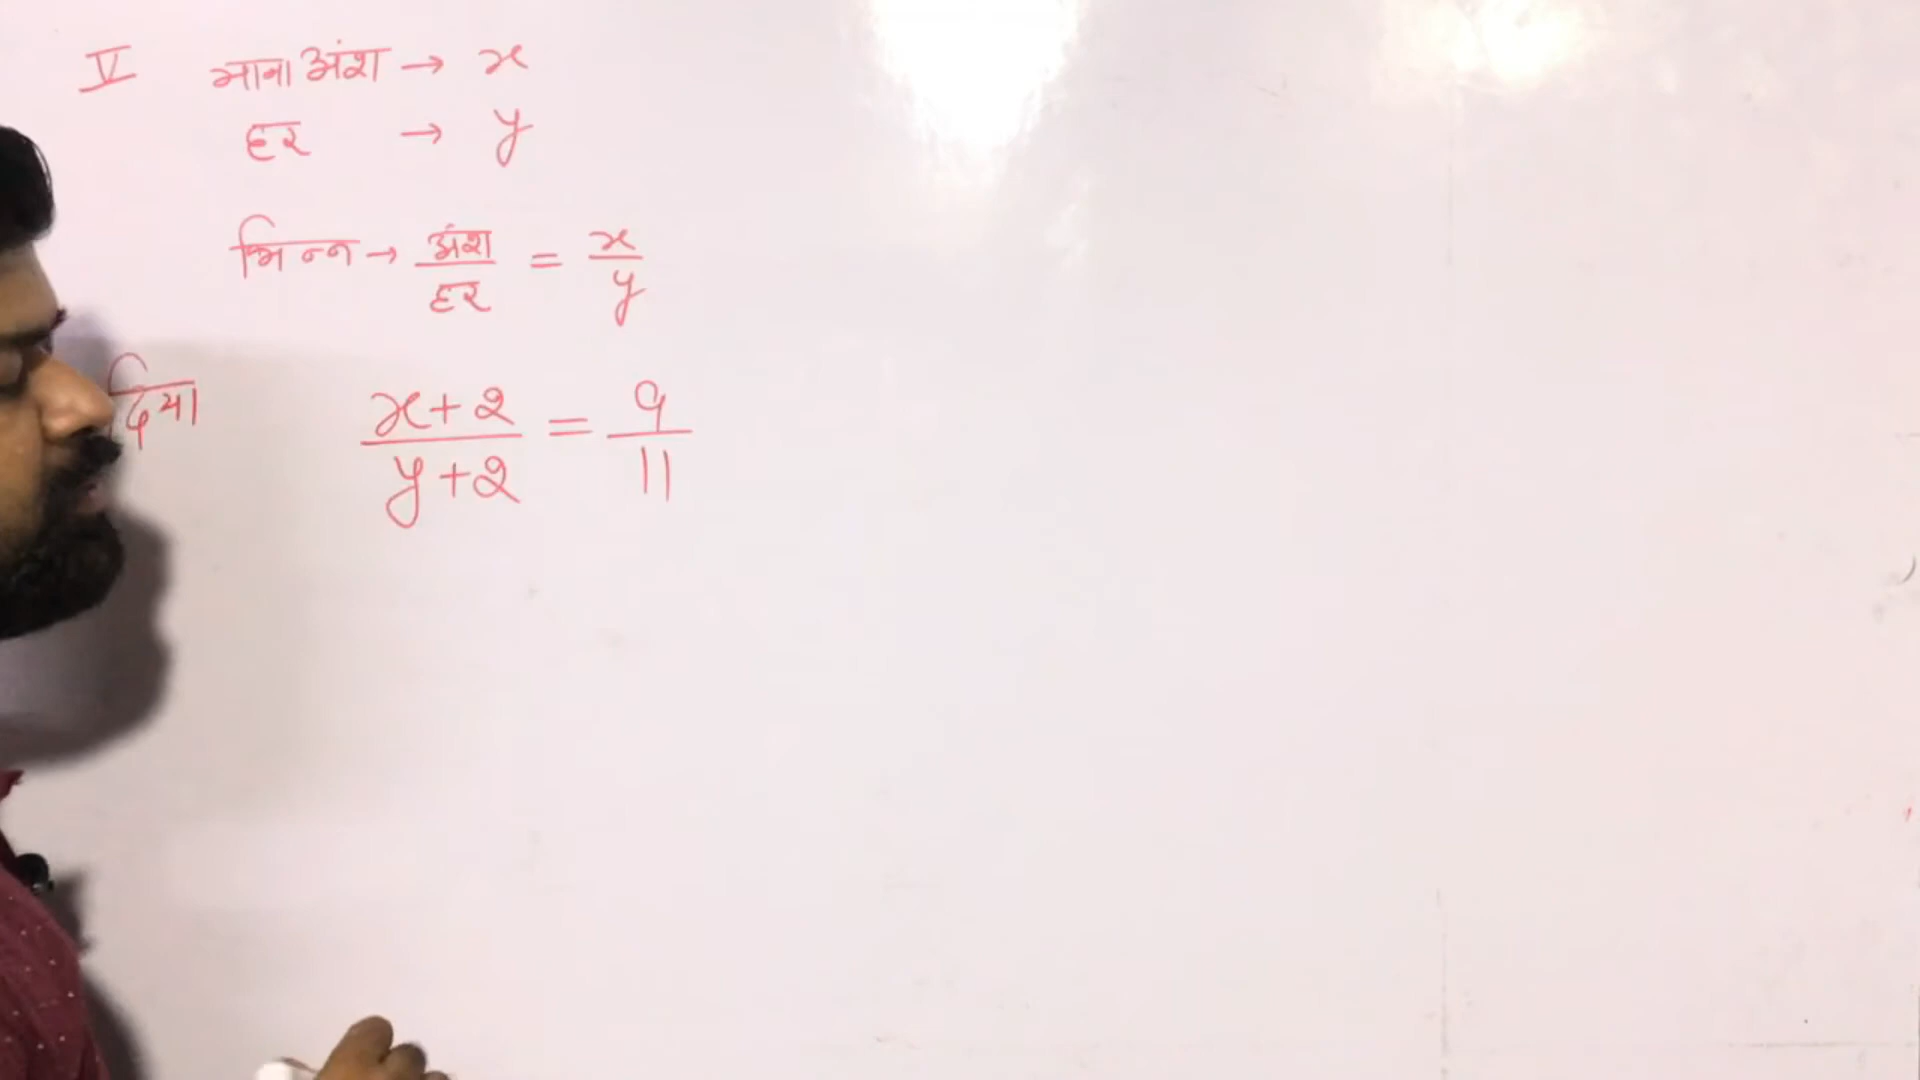 V माना अंश → x
हर → y
भिन्न → अंश/हर = x/y
दिया x+2/y+2 = 9/11